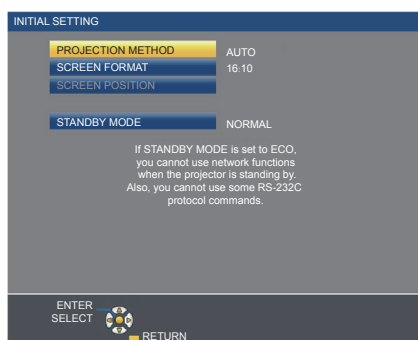 INITIAL SETTING
PROJECTION METHOD AUTO
SCREEN FORMAT 16:10
SCREEN POSITION
STANDBY MODE NORMAL
If STANDBY MODE is set to ECO,
you cannot use network functions
when the projector is standing by.
Also, you cannot use some RS-232C
protocol commands.
ENTER
SELECT
RETURN